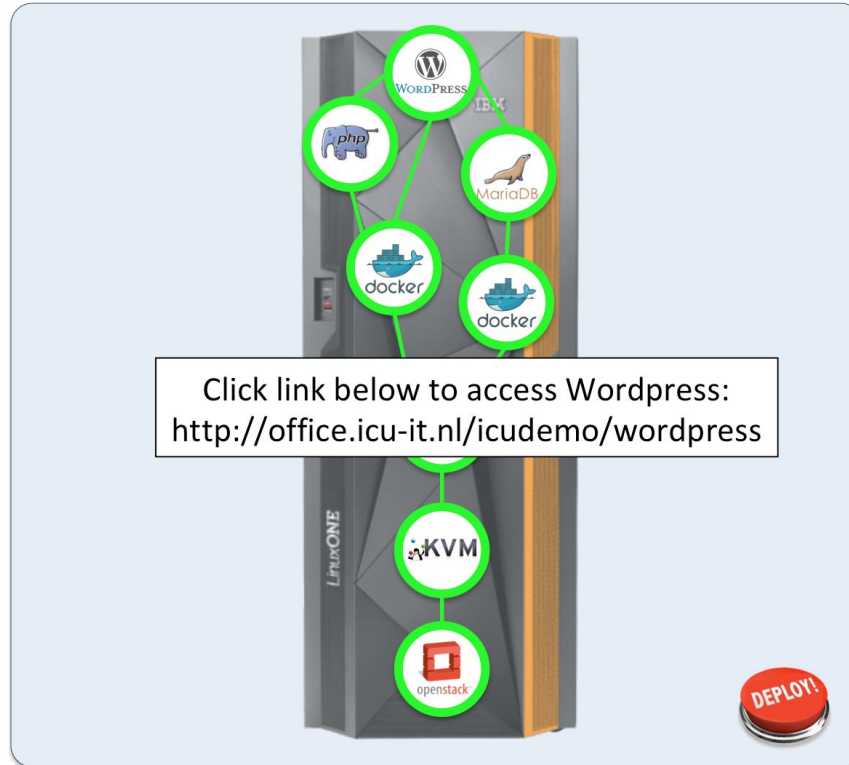 WORDPRESS
IBM
php
MariaDB
docker
docker
Click link below to access Wordpress:
http://office.icu-it.nl/icudemo/wordpress
LinuxONE
KVM
openstack
DEPLOY!